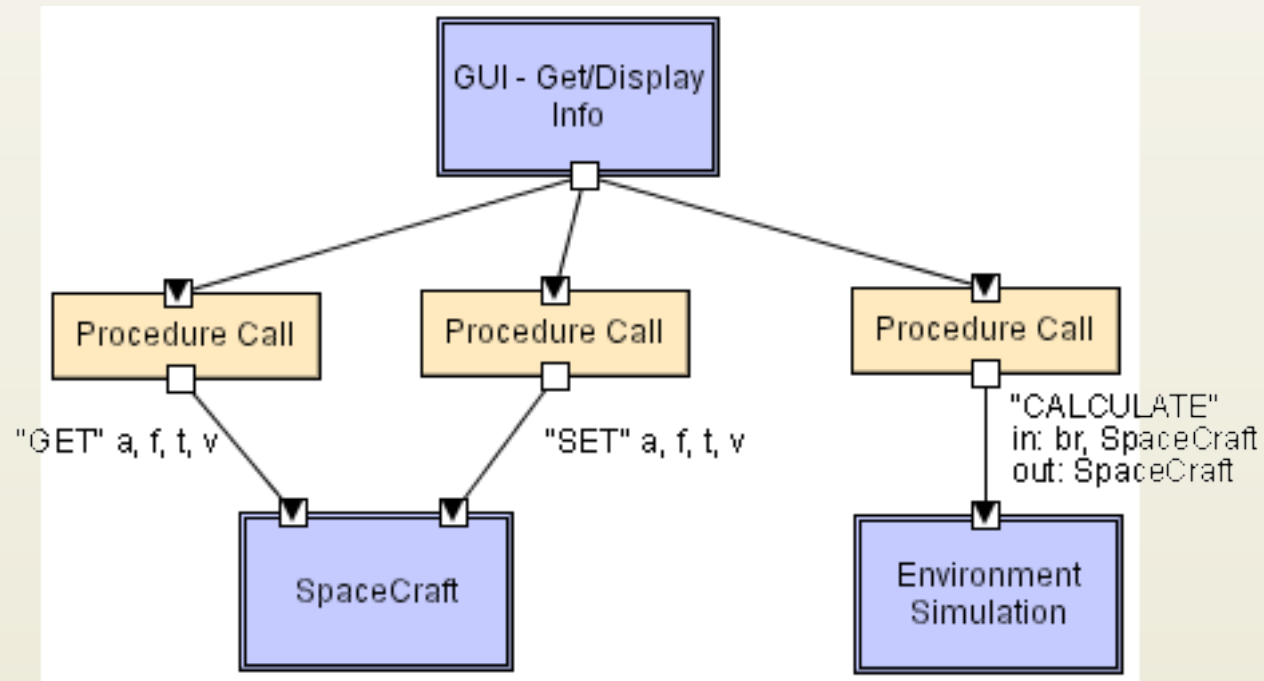 GUI - Get/Display
Info
Procedure Call
Procedure Call
Procedure Call
"GET" a, f, t, v
"SET" a, f, t, v
"CALCULATE"
in: br, SpaceCraft
out: SpaceCraft
SpaceCraft
Environment
Simulation